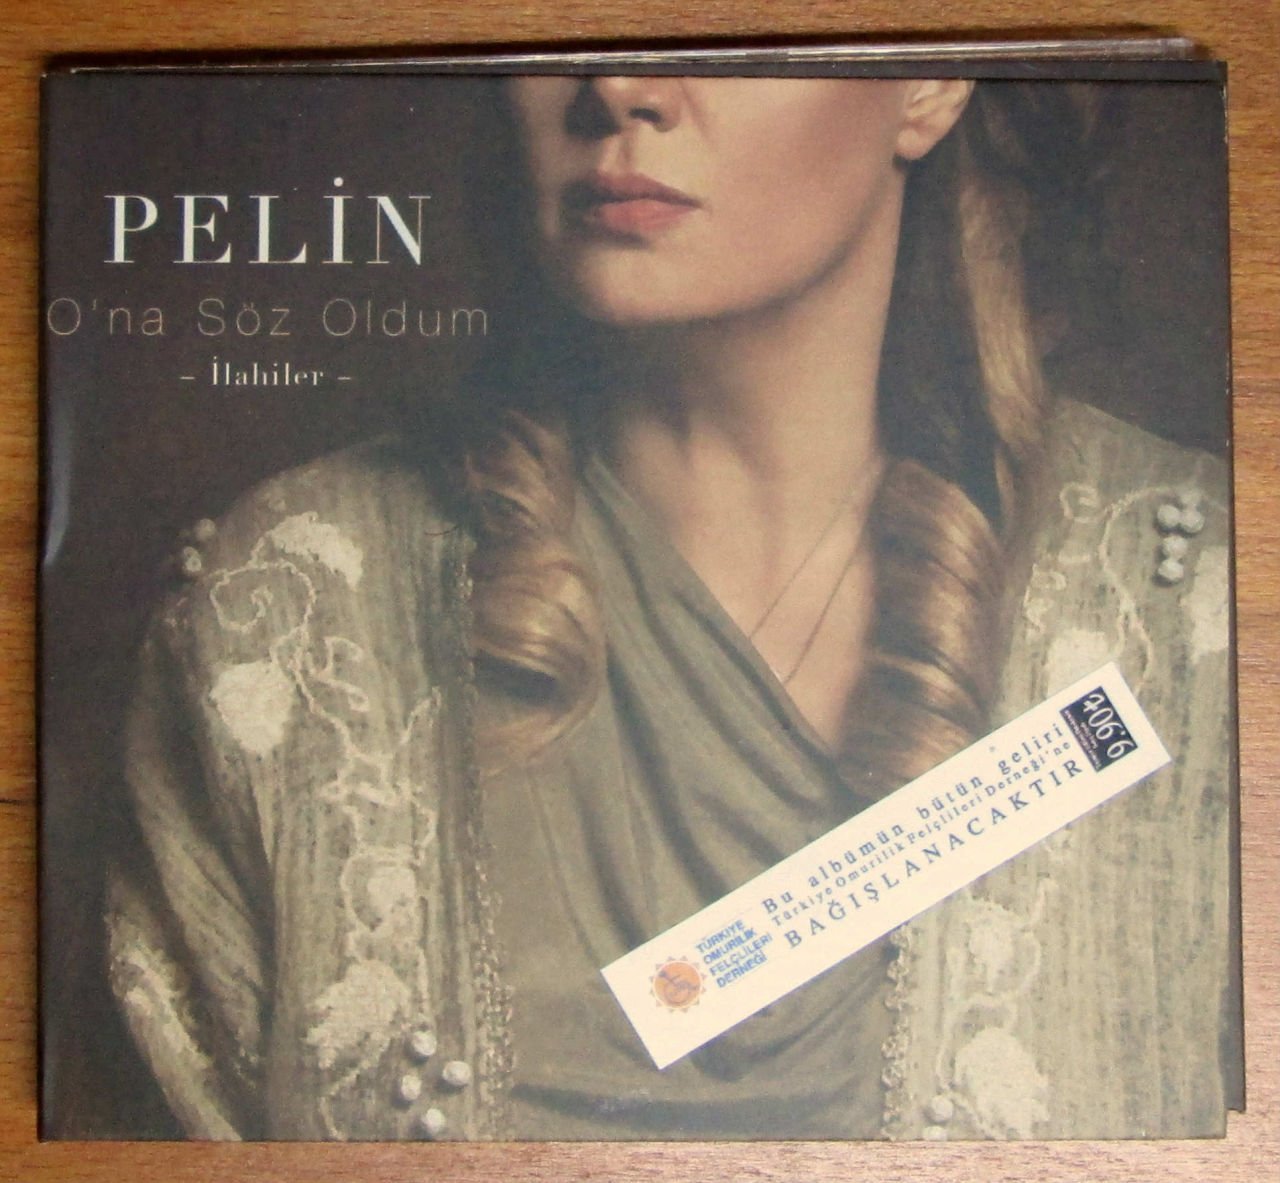 PELİN
O'na Söz Oldum
– İlahiler –
Bu albümün bütün geliri
Türkiye Omurilik Felçlileri Derneği'ne
BAĞIŞLANACAKTIR
TÜRKİYE
OMURİLİK
FELÇLİLERİ
DERNEĞİ
9.90₺